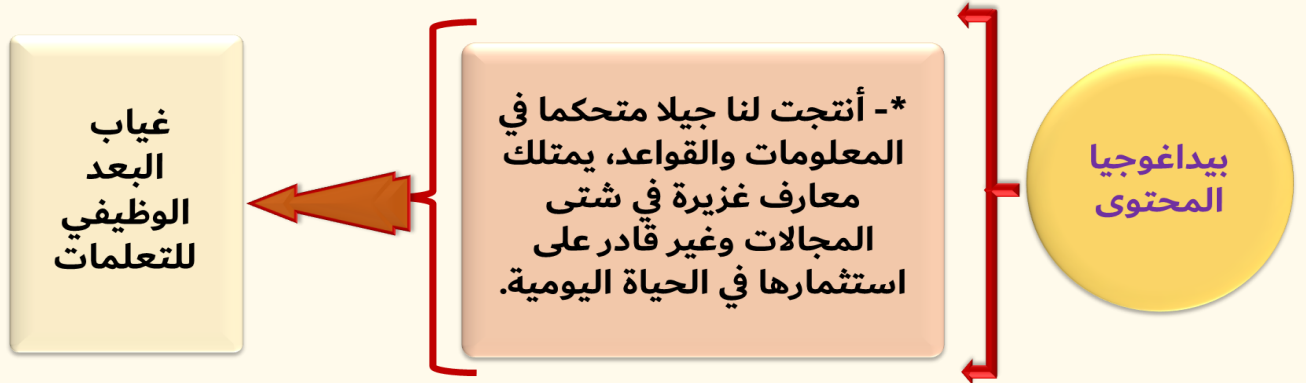 بيداغوجيا
المحتوى
*- أنتجت لنا جيلا متحكما في
المعلومات والقواعد، يمتلك
معارف غزيرة في شتى
المجالات وغير قادر على
استثمارها في الحياة اليومية.
غياب
البعد
الوظيفي
للتعلمات